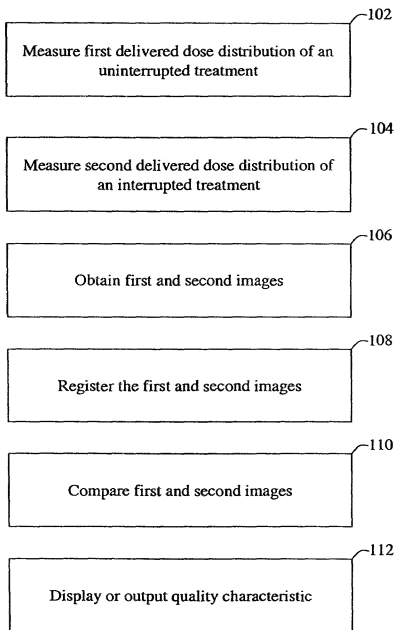 102
Measure first delivered dose distribution of an
uninterrupted treatment
104
Measure second delivered dose distribution of
an interrupted treatment
106
Obtain first and second images
108
Register the first and second images
110
Compare first and second images
112
Display or output quality characteristic